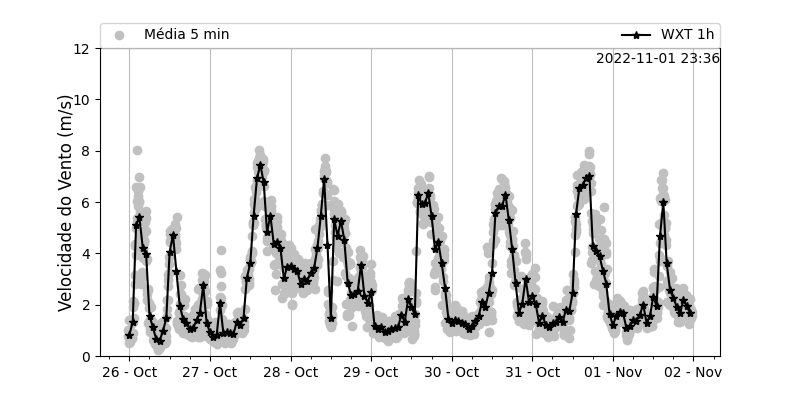 Média 5 min
WXT 1h
2022-11-01 23:36
Velocidade do Vento (m/s)
12
10
8
6
4
2
0
26 - Oct 27 - Oct 28 - Oct 29 - Oct 30 - Oct 31 - Oct 01 - Nov 02 - Nov